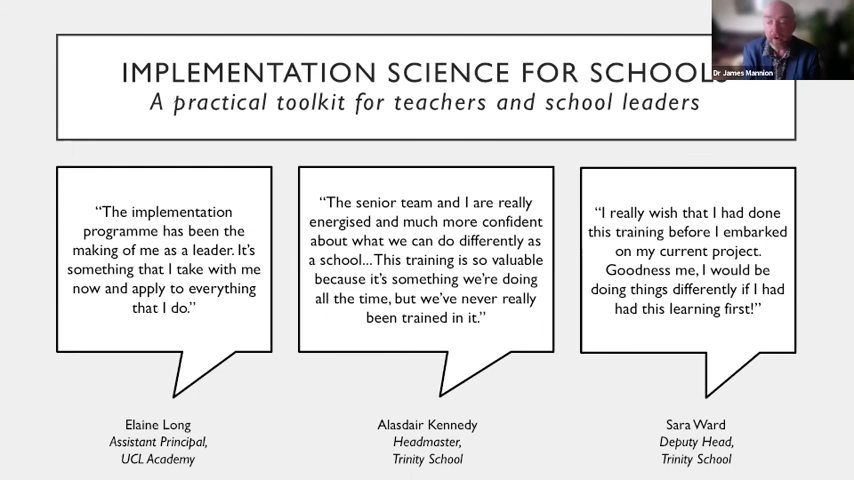 IMPLEMENTATION SCIENCE FOR SCHOOLS
A practical toolkit for teachers and school leaders
Dr James Mannion
“The implementation
programme has been the
making of me as a leader. It’s
something that I take with me
now and apply to everything
that I do.”
“The senior team and I are really
energised and much more confident
about what we can do differently as
a school... This training is so valuable
because it’s something we’re doing
all the time, but we’ve never really
been trained in it.”
“I really wish that I had done
this training before I embarked
on my current project.
Goodness me, I would be
doing things differently if I had
had this learning first!”
Elaine Long
Assistant Principal,
UCL Academy
Alasdair Kennedy
Headmaster,
Trinity School
Sara Ward
Deputy Head,
Trinity School